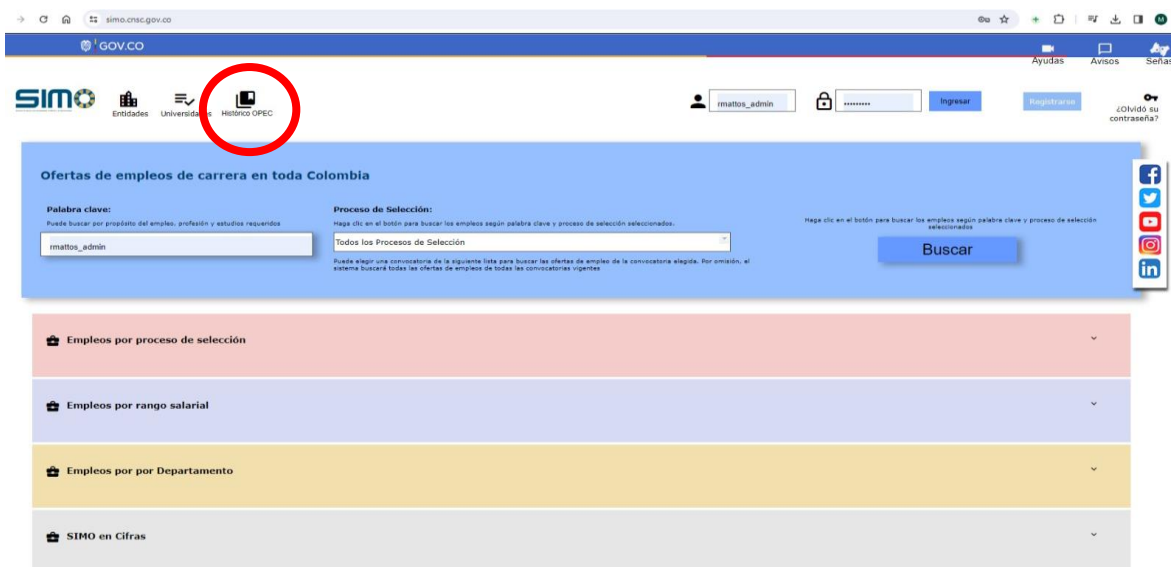 simo.cnsc.gov.co
M
GOV.CO
Ayudas
Avisos
Señas
SIMO
Entidades
Universidades
Histórico OPEC
rmattos_admin
.........
Ingresar
Registrarse
¿Olvidó su
contraseña?
Ofertas de empleos de carrera en toda Colombia
Palabra clave:
Puede buscar por propósito del empleo, profesión y estudios requeridos
rmattos_admin
Proceso de Selección:
Haga clic en el botón para buscar los empleos según palabra clave y proceso de selección seleccionados.
Todos los Procesos de Selección
Puede elegir una convocatoria de la siguiente lista para buscar las ofertas de empleo de la convocatoria elegida. Por omisión, el
sistema buscará todas las ofertas de empleos de todas las convocatorias vigentes
Haga clic en el botón para buscar los empleos según palabra clave y proceso de selección
seleccionados
Buscar
Empleos por proceso de selección
Empleos por rango salarial
Empleos por por Departamento
SIMO en Cifras